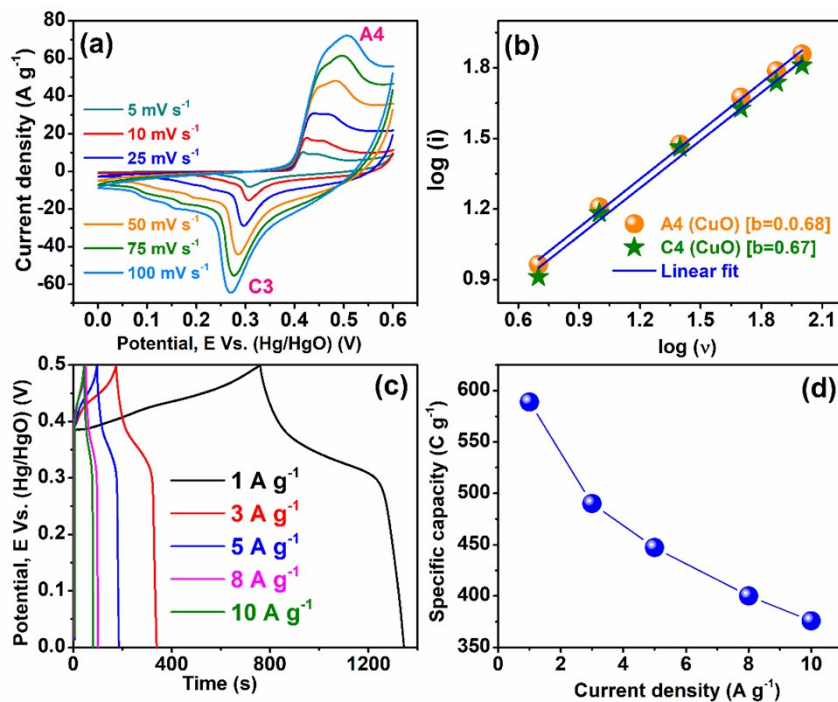 (a)
A4
5 mV s⁻¹
10 mV s⁻¹
25 mV s⁻¹
50 mV s⁻¹
75 mV s⁻¹
100 mV s⁻¹
C3
80
60
40
20
0
-20
-40
-60
Current density (A g⁻¹)
0.0 0.1 0.2 0.3 0.4 0.5 0.6
Potential, E Vs. (Hg/HgO) (V)
(b)
1.8
1.5
1.2
0.9
log (i)
A4 (CuO) [b=0.0.68]
C4 (CuO) [b=0.67]
Linear fit
0.6 0.9 1.2 1.5 1.8 2.1
log (ν)
(c)
0.5
0.4
0.3
0.2
0.1
0.0
Potential, E Vs. (Hg/HgO) (V)
1 A g⁻¹
3 A g⁻¹
5 A g⁻¹
8 A g⁻¹
10 A g⁻¹
0 400 800 1200
Time (s)
(d)
600
550
500
450
400
350
Specific capacity (C g⁻¹)
0 2 4 6 8 10
Current density (A g⁻¹)